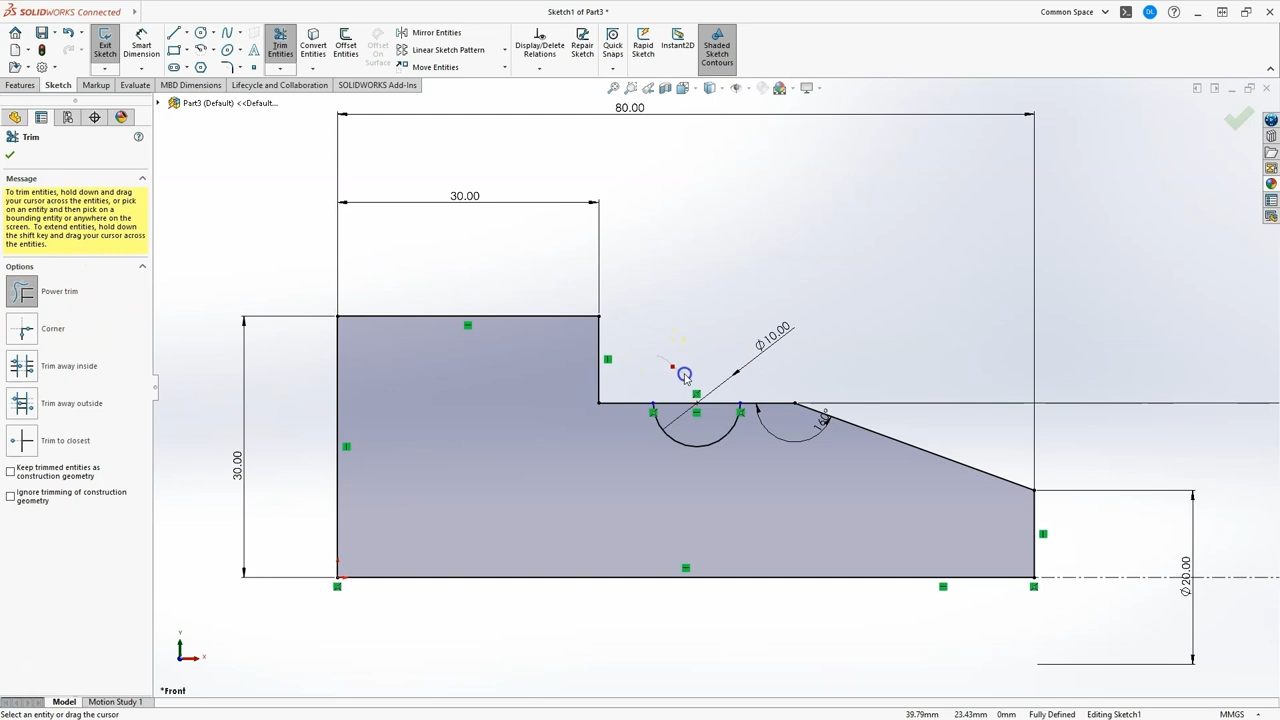 SOLIDWORKS Connected
Sketch1 of Part3 *
Common Space
DL
Exit Sketch
Smart Dimension
Trim Entities
Convert Entities
Offset Entities
Offset On Surface
Mirror Entities
Linear Sketch Pattern
Move Entities
Display/Delete Relations
Repair Sketch
Quick Snaps
Rapid Sketch
Instant2D
Shaded Sketch Contours
Features
Sketch
Markup
Evaluate
MBD Dimensions
Lifecycle and Collaboration
SOLIDWORKS Add-Ins
Part3 (Default) <<Default...
Trim
Message
To trim entities, hold down and drag
your cursor across the entities, or pick
on an entity and then pick on a
bounding entity or anywhere on the
screen. To extend entities, hold down
the shift key and drag your cursor across
the entities.
Options
Power trim
Corner
Trim away inside
Trim away outside
Trim to closest
Keep trimmed entities as
construction geometry
Ignore trimming of construction
geometry
80.00
30.00
30.00
∅10.00
160°
∅20.00
Y
X
*Front
Model
Motion Study 1
Select an entity or drag the cursor
39.79mm
23.43mm
0mm
Fully Defined
Editing Sketch1
MMGS